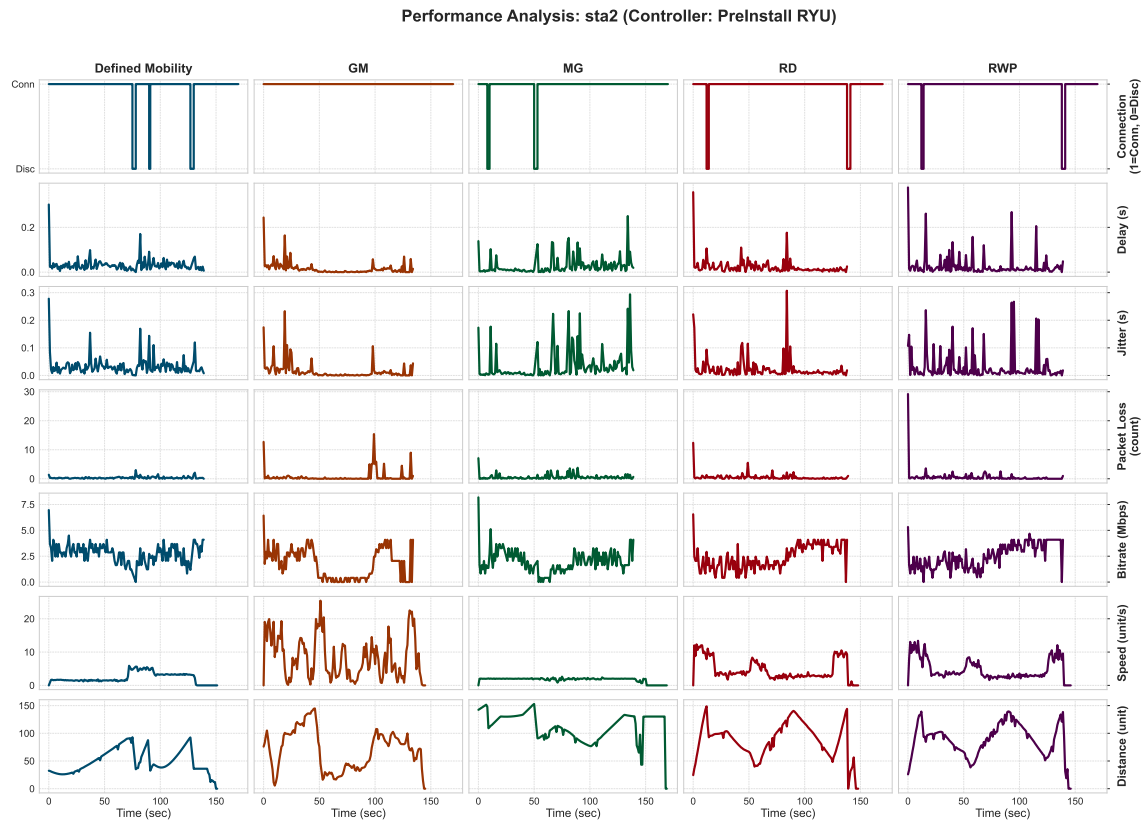 Performance Analysis: sta2 (Controller: PreInstall RYU)
Defined Mobility
GM
MG
RD
RWP
Conn
Disc
Connection
(1=Conn, 0=Disc)
0.2
0.0
Delay (s)
0.3
0.2
0.1
0.0
Jitter (s)
30
20
10
0
Packet Loss
(count)
7.5
5.0
2.5
0.0
Bitrate (Mbps)
20
10
0
Speed (unit/s)
150
100
50
0
Distance (unit)
0 50 100 150
0 50 100 150
0 50 100 150
0 50 100 150
0 50 100 150
Time (sec)
Time (sec)
Time (sec)
Time (sec)
Time (sec)